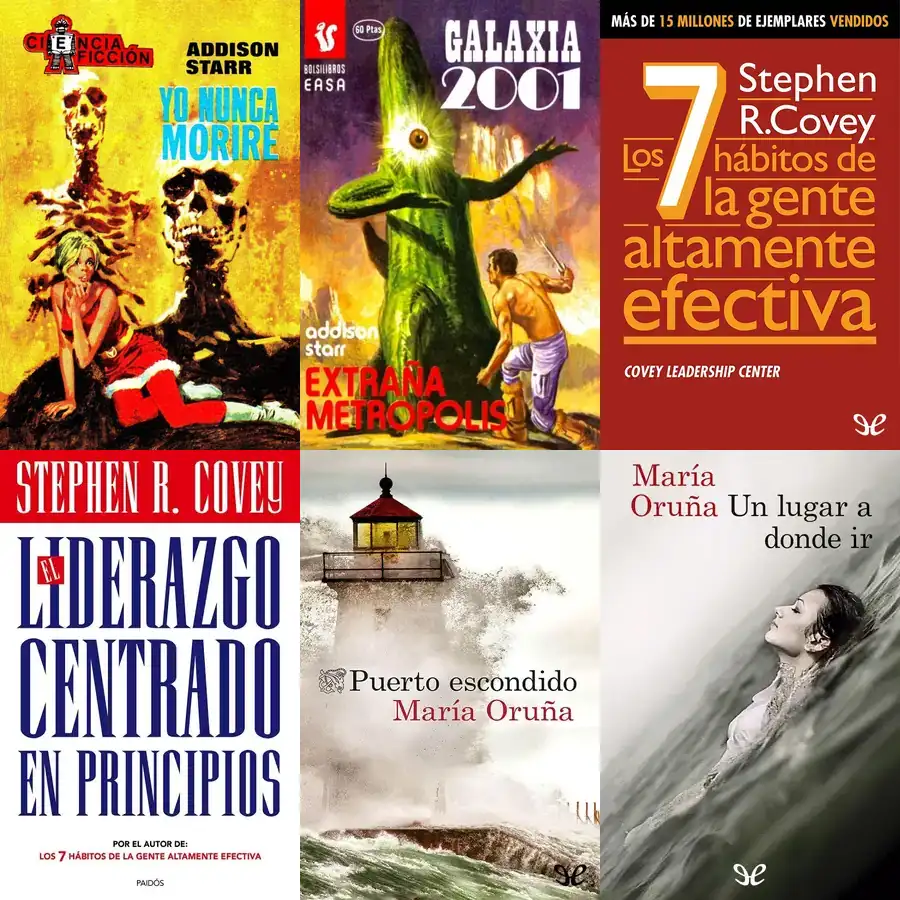 CIENCIA
FICCIÓN
ADDISON
STARR
YO NUNCA
MORIRÉ
60 Ptas
BOLSILIBROS
EASA
GALAXIA
2001
addison
starr
EXTRAÑA
METROPOLIS
MÁS DE 15 MILLONES DE EJEMPLARES VENDIDOS
Stephen
R.Covey
Los 7 hábitos de
la gente
altamente
efectiva
COVEY LEADERSHIP CENTER
STEPHEN R. COVEY
EL
LIDERAZGO
CENTRADO
EN PRINCIPIOS
POR EL AUTOR DE:
LOS 7 HÁBITOS DE LA GENTE ALTAMENTE EFECTIVA
PAIDÓS
Puerto escondido
María Oruña
María
Oruña Un lugar a
donde ir